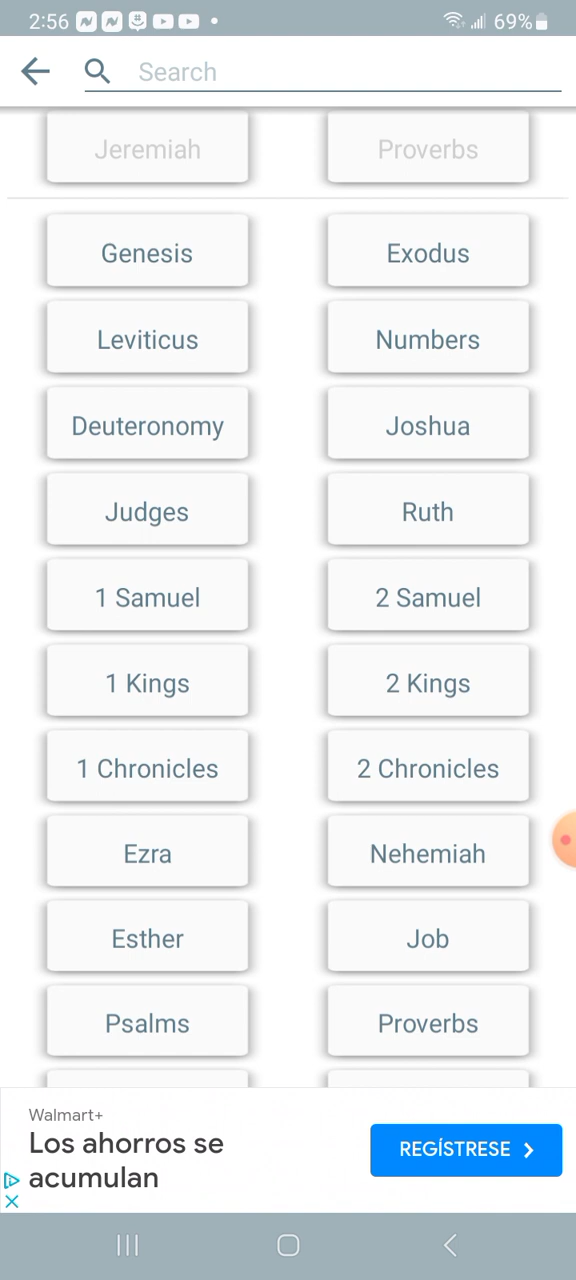 2:56 69%
Search
Jeremiah Proverbs
Genesis Exodus
Leviticus Numbers
Deuteronomy Joshua
Judges Ruth
1 Samuel 2 Samuel
1 Kings 2 Kings
1 Chronicles 2 Chronicles
Ezra Nehemiah
Esther Job
Psalms Proverbs
Walmart+
Los ahorros se
acumulan
REGÍSTRESE